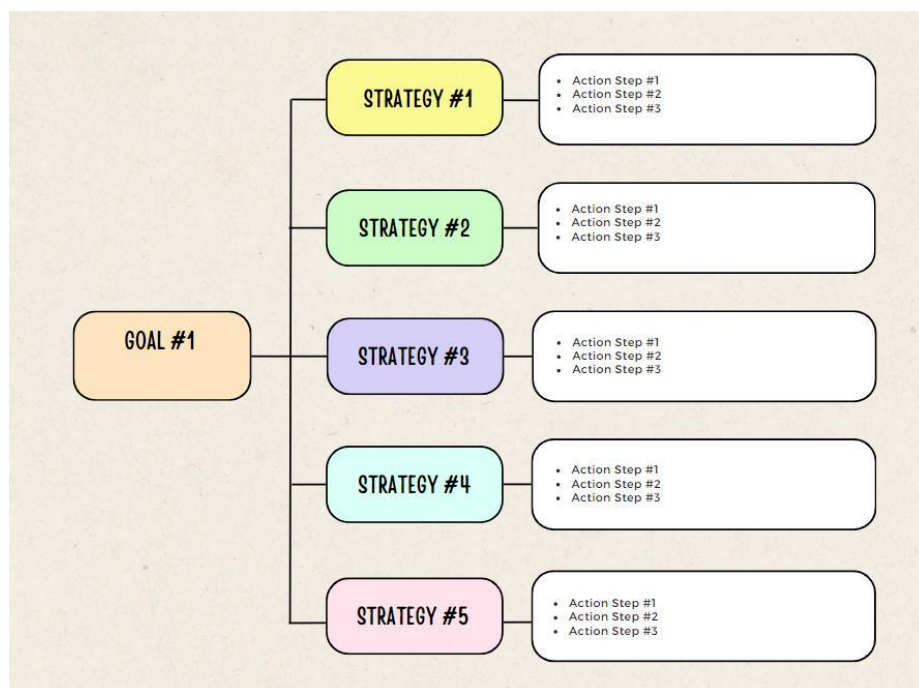 STRATEGY #1
• Action Step #1
• Action Step #2
• Action Step #3
STRATEGY #2
• Action Step #1
• Action Step #2
• Action Step #3
GOAL #1
STRATEGY #3
• Action Step #1
• Action Step #2
• Action Step #3
STRATEGY #4
• Action Step #1
• Action Step #2
• Action Step #3
STRATEGY #5
• Action Step #1
• Action Step #2
• Action Step #3